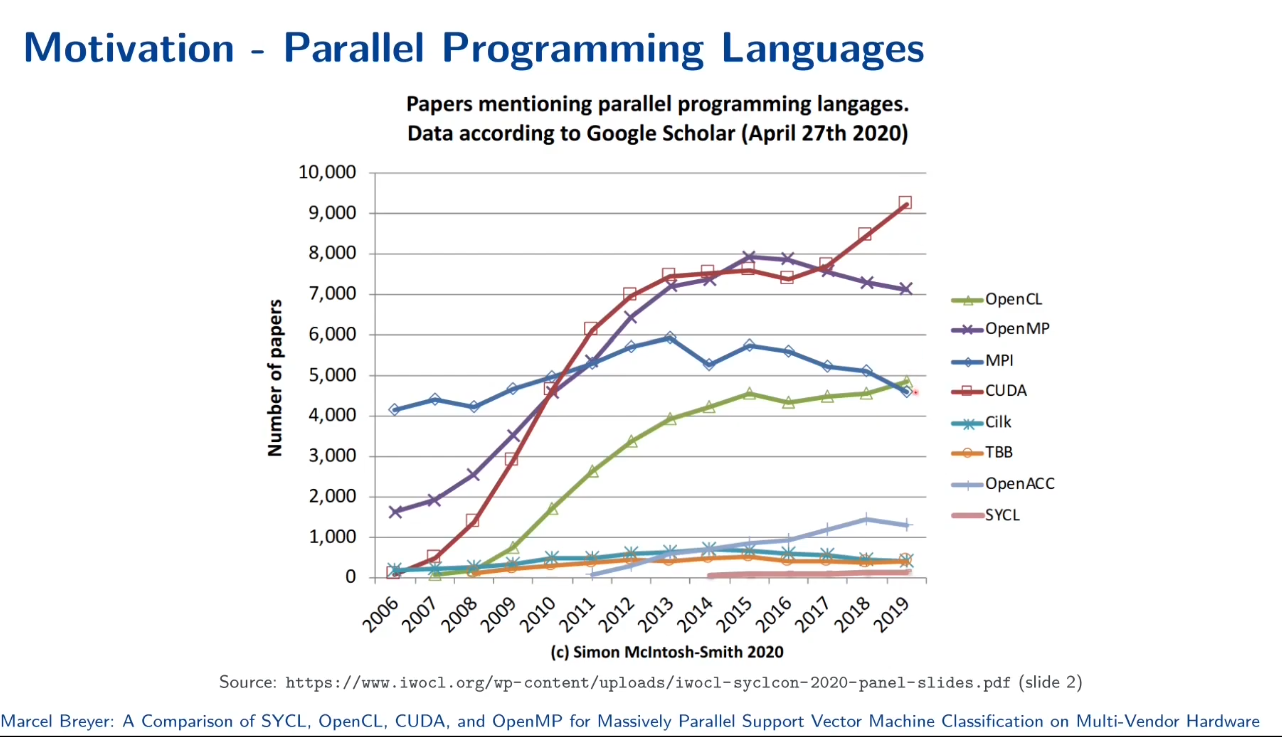 Motivation - Parallel Programming Languages
Papers mentioning parallel programming langages.
Data according to Google Scholar (April 27th 2020)
Number of papers
10,000
9,000
8,000
7,000
6,000
5,000
4,000
3,000
2,000
1,000
0
2006
2007
2008
2009
2010
2011
2012
2013
2014
2015
2016
2017
2018
2019
OpenCL
OpenMP
MPI
CUDA
Cilk
TBB
OpenACC
SYCL
(c) Simon McIntosh-Smith 2020
Source: https://www.iwocl.org/wp-content/uploads/iwocl-syclcon-2020-panel-slides.pdf (slide 2)
Marcel Breyer: A Comparison of SYCL, OpenCL, CUDA, and OpenMP for Massively Parallel Support Vector Machine Classification on Multi-Vendor Hardware